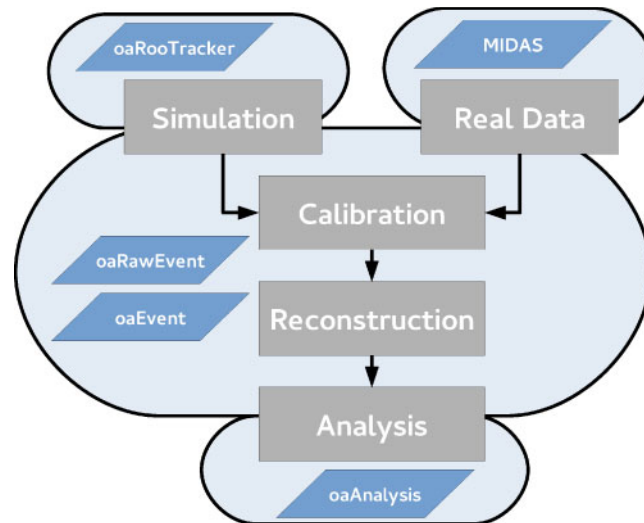 oaRooTracker
MIDAS
Simulation
Real Data
Calibration
oaRawEvent
oaEvent
Reconstruction
Analysis
oaAnalysis